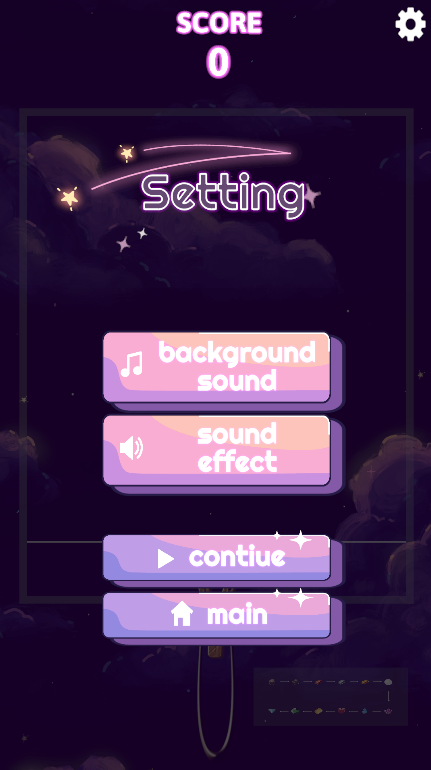 SCORE
0
Setting
background
sound
sound
effect
contiue
main